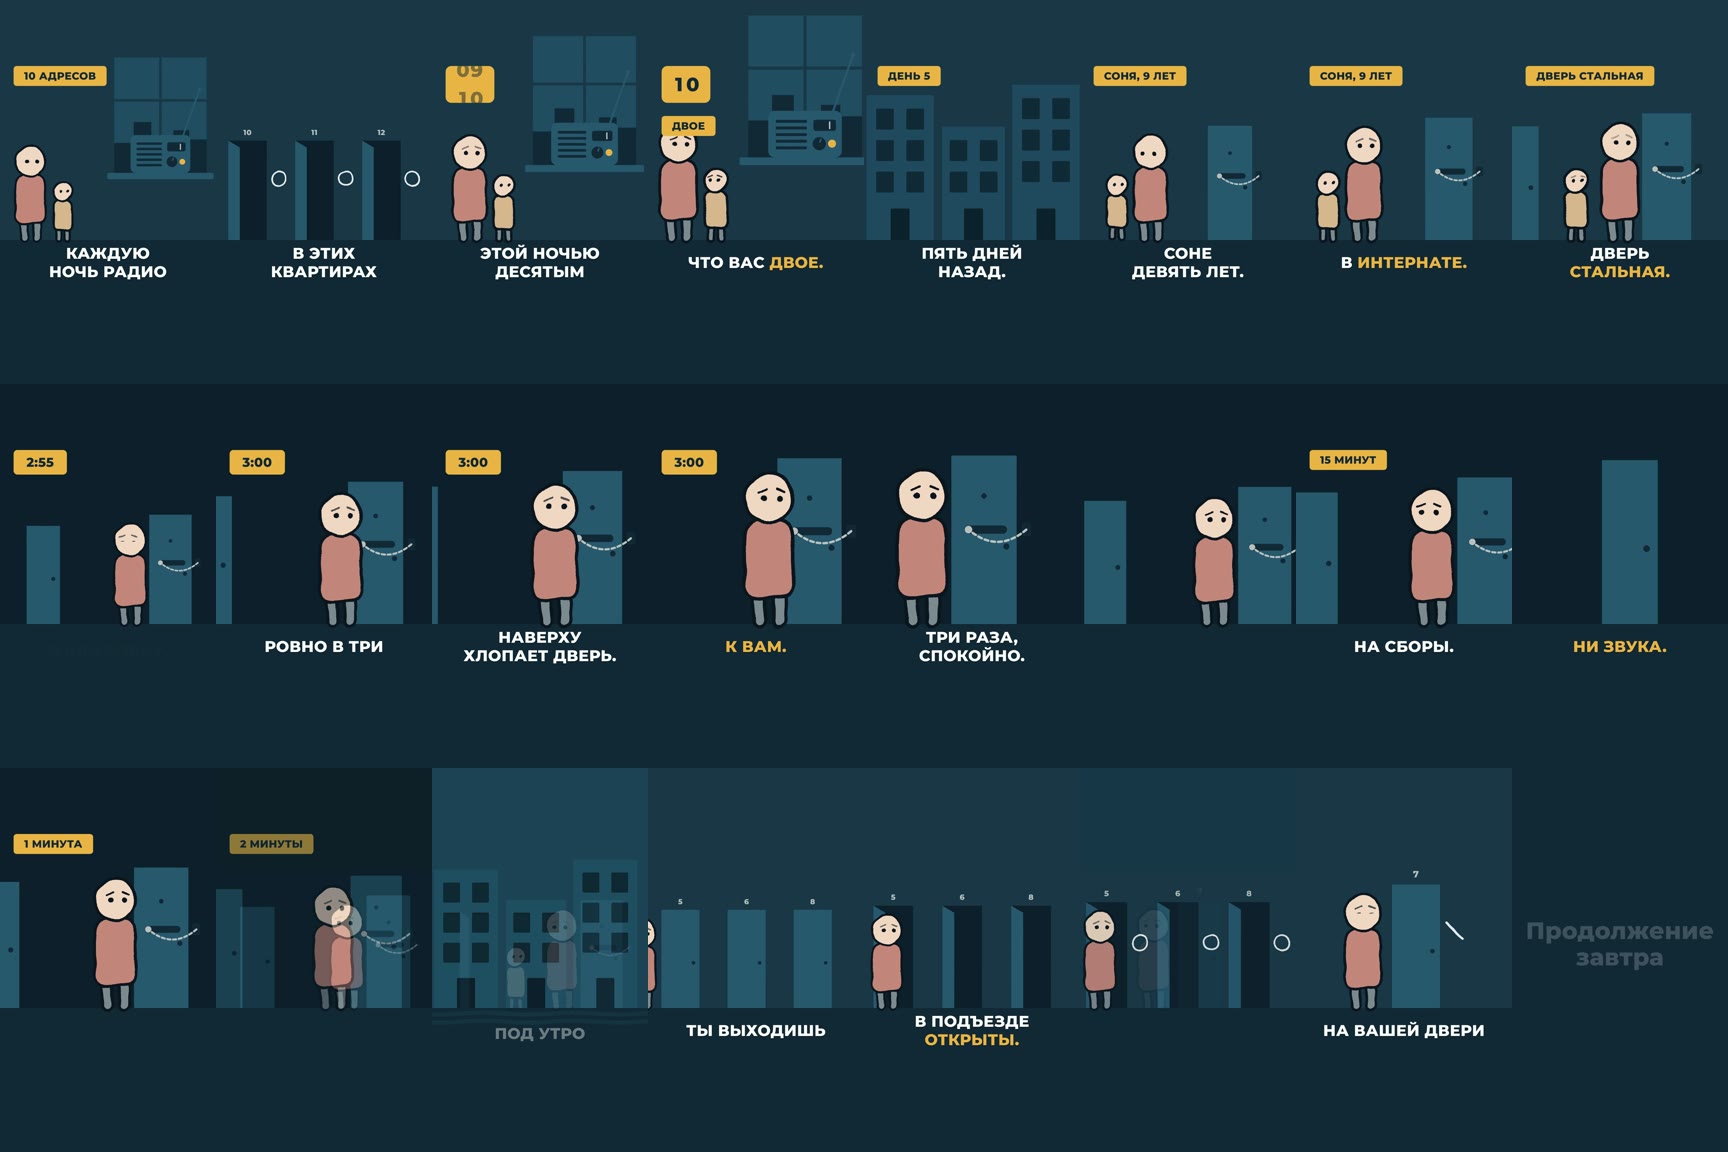 10 АДРЕСОВ
КАЖДУЮ
НОЧЬ РАДИО
10
11
12
В ЭТИХ
КВАРТИРАХ
09
10
ЭТОЙ НОЧЬЮ
ДЕСЯТЫМ
10
ДВОЕ
ЧТО ВАС ДВОЕ.
ДЕНЬ 5
ПЯТЬ ДНЕЙ
НАЗАД.
СОНЯ, 9 ЛЕТ
СОНЕ
ДЕВЯТЬ ЛЕТ.
СОНЯ, 9 ЛЕТ
В ИНТЕРНАТЕ.
ДВЕРЬ СТАЛЬНАЯ
ДВЕРЬ
СТАЛЬНАЯ.
2:55
3:00
РОВНО В ТРИ
3:00
НАВЕРХУ
ХЛОПАЕТ ДВЕРЬ.
3:00
К ВАМ.
ТРИ РАЗА,
СПОКОЙНО.
15 МИНУТ
НА СБОРЫ.
НИ ЗВУКА.
1 МИНУТА
2 МИНУТЫ
ПОД УТРО
5
6
8
ТЫ ВЫХОДИШЬ
5
6
8
В ПОДЪЕЗДЕ
ОТКРЫТЫ.
5
6
8
7
НА ВАШЕЙ ДВЕРИ
Продолжение
завтра